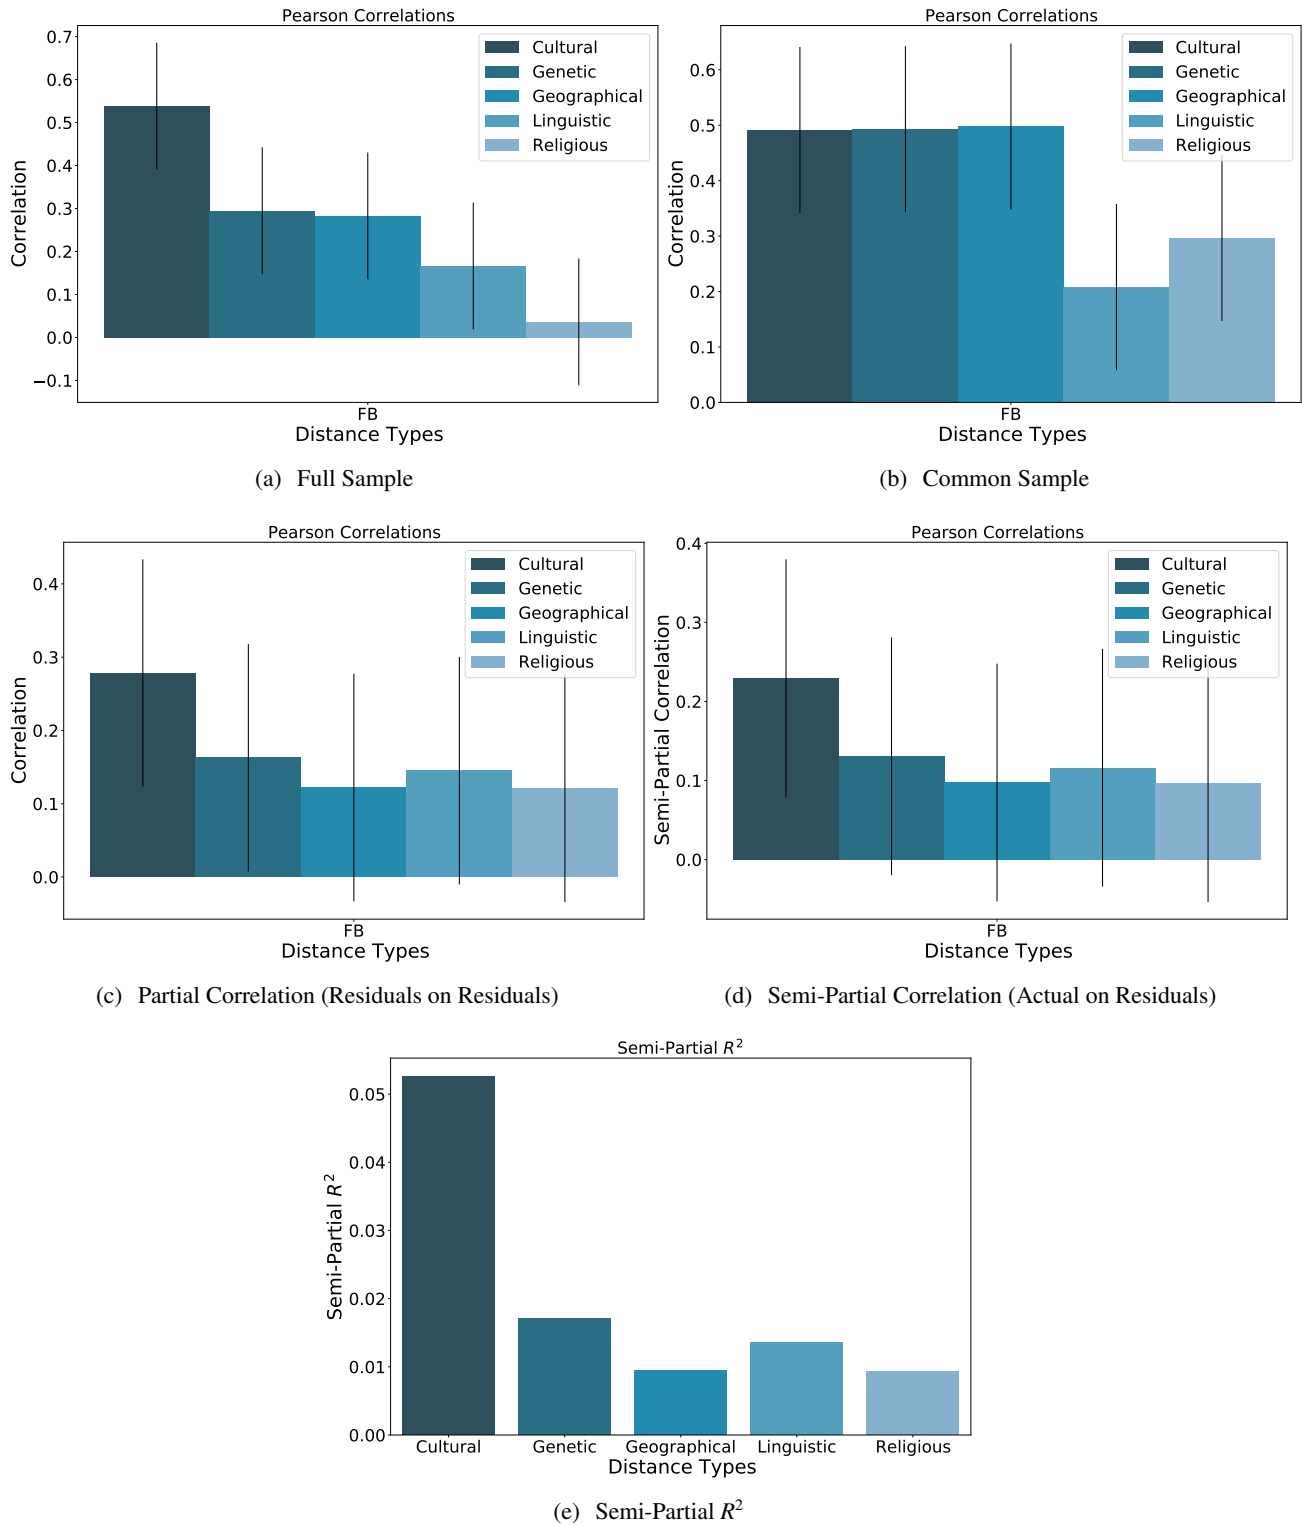 Pearson Correlations
0.7
0.6
0.5
0.4
0.3
0.2
0.1
0.0
−0.1
Correlation
Cultural
Genetic
Geographical
Linguistic
Religious
FB
Distance Types
(a) Full Sample
Pearson Correlations
0.6
0.5
0.4
0.3
0.2
0.1
0.0
Correlation
Cultural
Genetic
Geographical
Linguistic
Religious
FB
Distance Types
(b) Common Sample
Pearson Correlations
0.4
0.3
0.2
0.1
0.0
Correlation
Cultural
Genetic
Geographical
Linguistic
Religious
FB
Distance Types
(c) Partial Correlation (Residuals on Residuals)
Pearson Correlations
0.4
0.3
0.2
0.1
0.0
Semi-Partial Correlation
Cultural
Genetic
Geographical
Linguistic
Religious
FB
Distance Types
(d) Semi-Partial Correlation (Actual on Residuals)
Semi-Partial R²
0.05
0.04
0.03
0.02
0.01
0.00
Semi-Partial R²
Cultural Genetic Geographical Linguistic Religious
Distance Types
(e) Semi-Partial R²